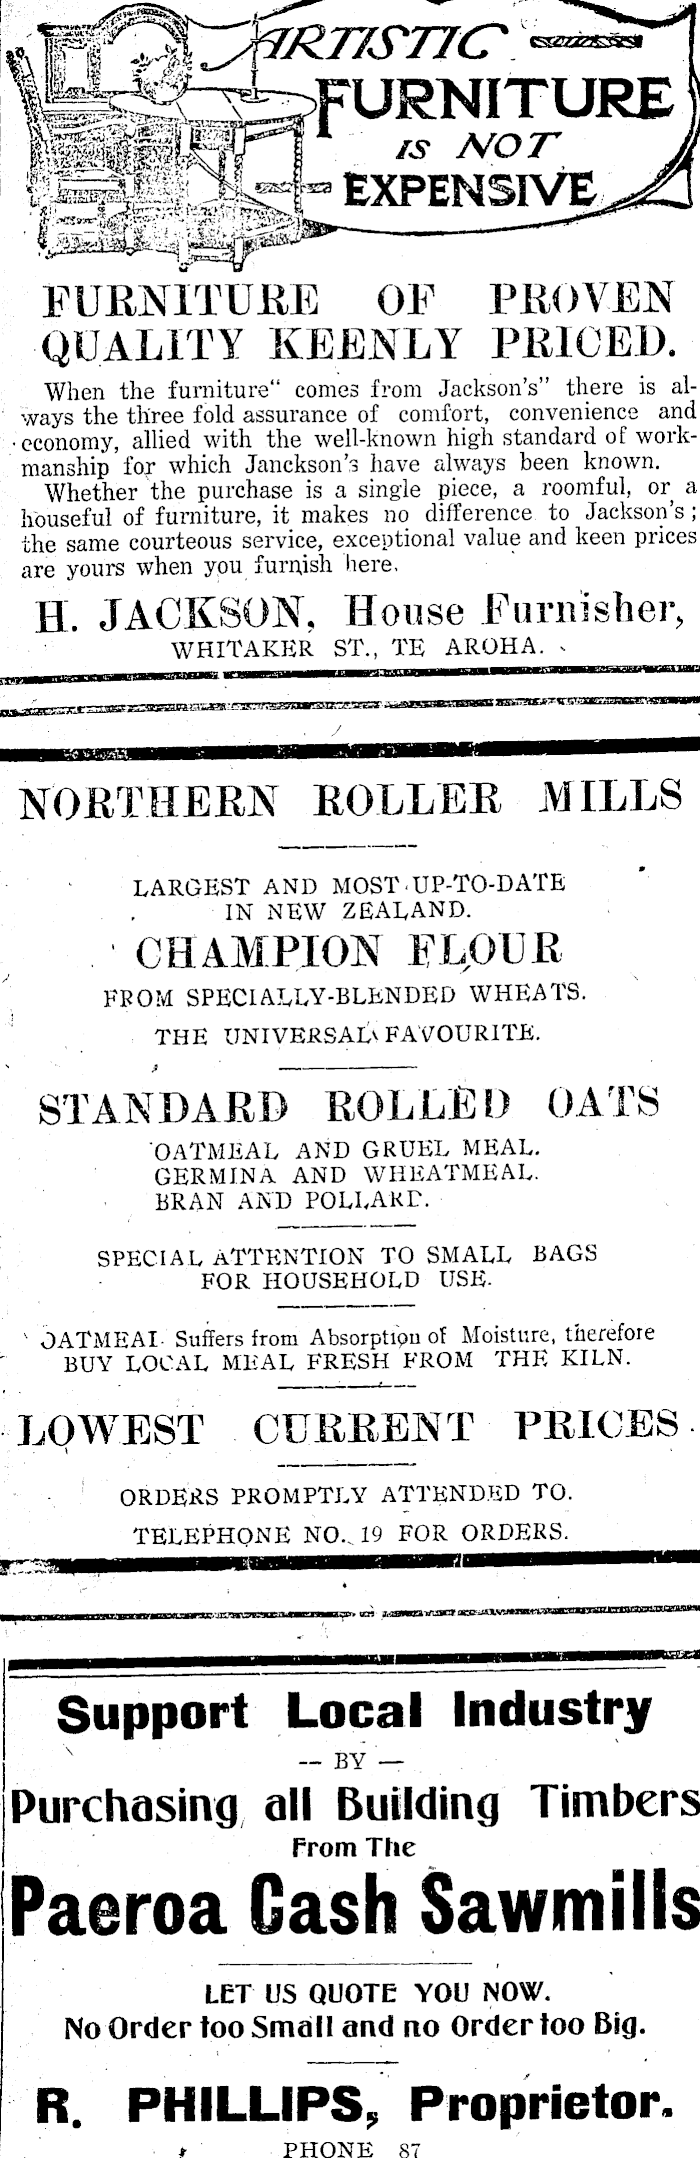 ARTISTIC
FURNITURE
IS NOT
EXPENSIVE
FURNITURE OF PROVEN
QUALITY KEENLY PRICED.
When the furniture“ comes from Jackson's” there is al-
ways the three fold assurance of comfort, convenience and
economy, allied with the well-known high standard of work-
manship for which Janckson's have always been known.
Whether the purchase is a single piece, a roomful, or a
houseful of furniture, it makes no difference to Jackson's;
the same courteous service, exceptional value and keen prices
are yours when you furnish here.
H. JACKSON, House Furnisher,
WHITAKER ST., TE AROHA.
NORTHERN ROLLER MILLS
LARGEST AND MOST UP-TO-DATE
IN NEW ZEALAND.
CHAMPION FLOUR
FROM SPECIALLY-BLENDED WHEATS.
THE UNIVERSAL FAVOURITE.
STANDARD ROLLED OATS
OATMEAL AND GRUEL MEAL.
GERMINA AND WHEATMEAL.
BRAN AND POLLARD.
SPECIAL ATTENTION TO SMALL BAGS
FOR HOUSEHOLD USE.
OATMEAL Suffers from Absorption of Moisture, therefore
BUY LOCAL MEAL FRESH FROM THE KILN.
LOWEST CURRENT PRICES.
ORDERS PROMPTLY ATTENDED TO.
TELEPHONE NO. 19 FOR ORDERS.
Support Local Industry
— BY —
Purchasing all Building Timbers
From The
Paeroa Cash Sawmills
LET US QUOTE YOU NOW.
No Order too Small and no Order too Big.
R. PHILLIPS, Proprietor.
PHONE 87